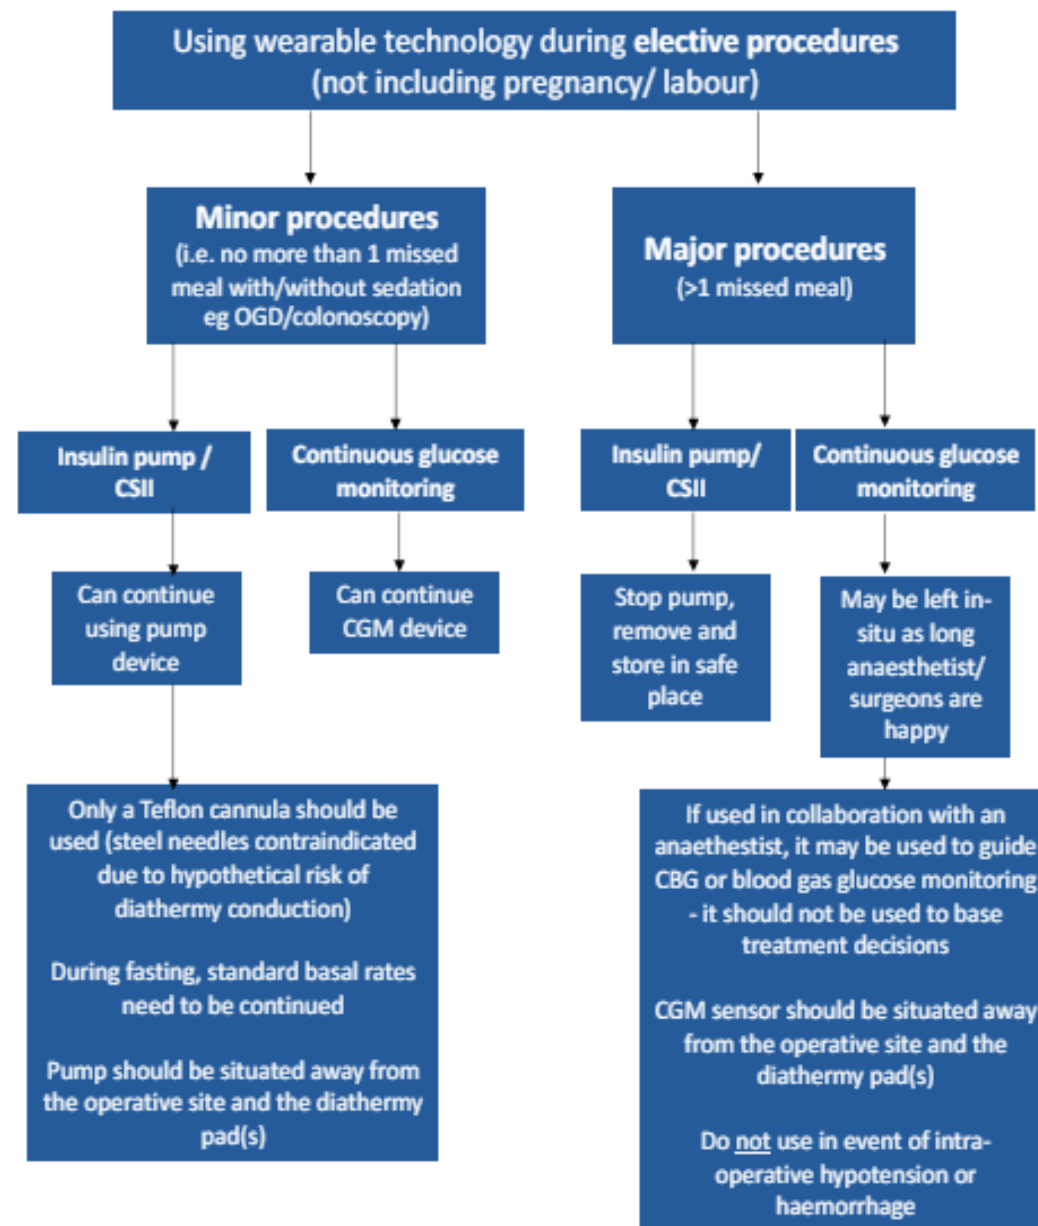 Using wearable technology during elective procedures
(not including pregnancy/ labour)
Minor procedures
(i.e. no more than 1 missed
meal with/without sedation
eg OGD/colonoscopy)
Major procedures
(>1 missed meal)
Insulin pump /
CSII
Continuous glucose
monitoring
Insulin pump/
CSII
Continuous glucose
monitoring
Can continue
using pump
device
Can continue
CGM device
Stop pump,
remove and
store in safe
place
May be left in-
situ as long
anaesthetist/
surgeons are
happy
Only a Teflon cannula should be
used (steel needles contraindicated
due to hypothetical risk of
diathermy conduction)
During fasting, standard basal rates
need to be continued
Pump should be situated away from
the operative site and the diathermy
pad(s)
If used in collaboration with an
anaethestist, it may be used to guide
CBG or blood gas glucose monitoring
- it should not be used to base
treatment decisions
CGM sensor should be situated away
from the operative site and the
diathermy pad(s)
Do not use in event of intra-
operative hypotension or
haemorrhage